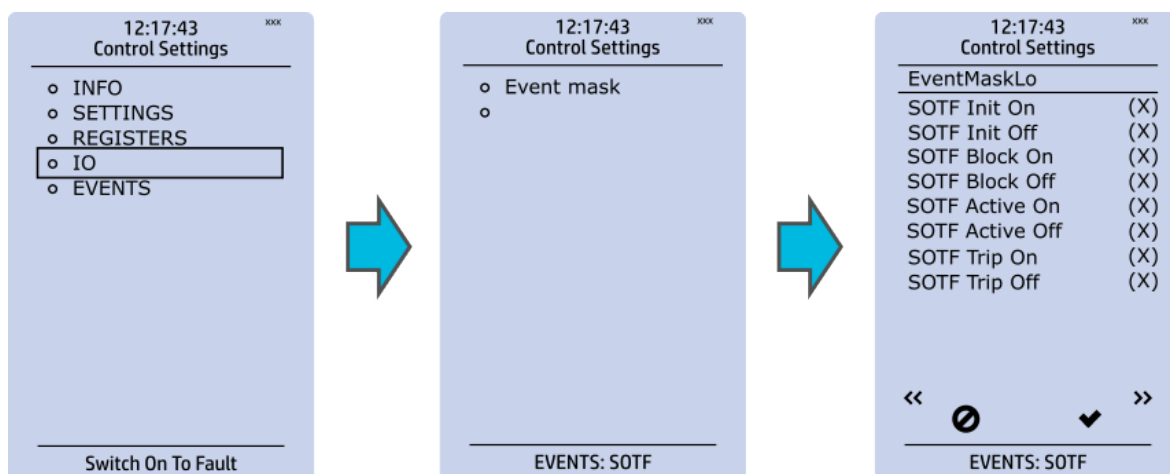 12:17:43 xxx
Control Settings
INFO
SETTINGS
REGISTERS
IO
EVENTS
Switch On To Fault
12:17:43 xxx
Control Settings
Event mask
EVENTS: SOTF
12:17:43 xxx
Control Settings
EventMaskLo
SOTF Init On (X)
SOTF Init Off (X)
SOTF Block On (X)
SOTF Block Off (X)
SOTF Active On (X)
SOTF Active Off (X)
SOTF Trip On (X)
SOTF Trip Off (X)
<< >>
EVENTS: SOTF